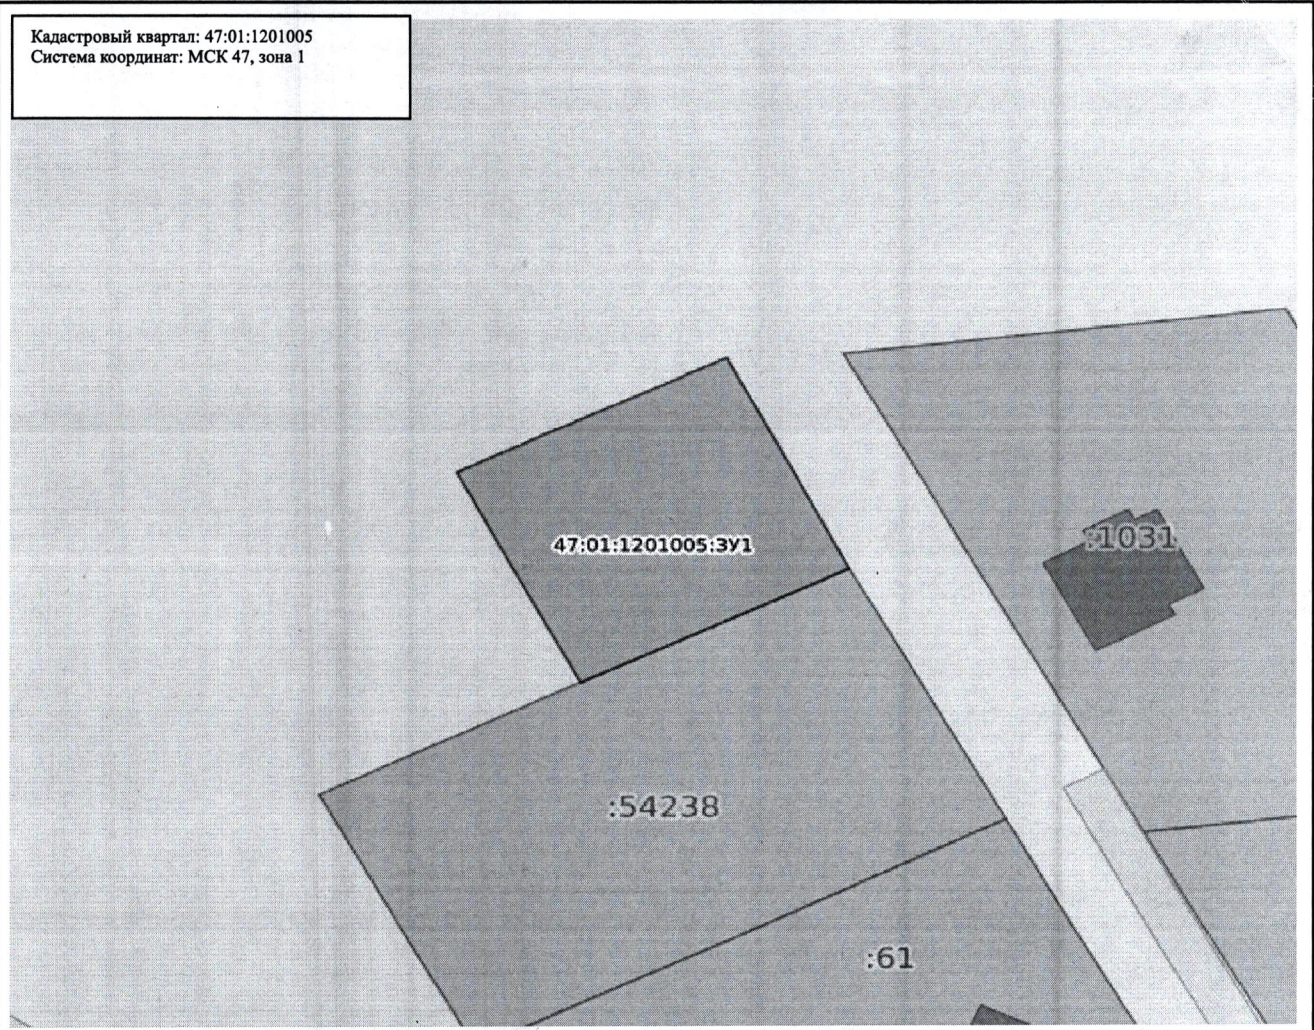 Кадастровый квартал: 47:01:1201005
Система координат: МСК 47, зона 1
:1031
47:01:1201005:ЗУ1
:54238
:61